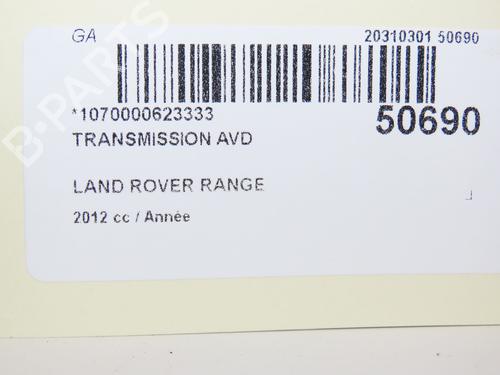 GA 20310301 50690
*1070000623333 50690
TRANSMISSION AVD
LAND ROVER RANGE
2012 cc / Année
B-PARTS